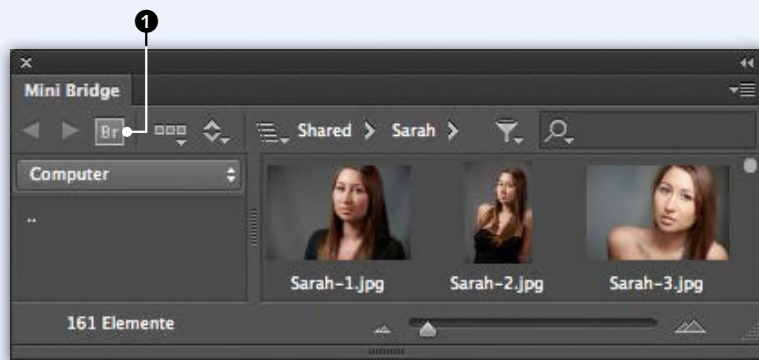 1
Mini Bridge
Br
Shared > Sarah >
Computer
..
Sarah-1.jpg Sarah-2.jpg Sarah-3.jpg
161 Elemente